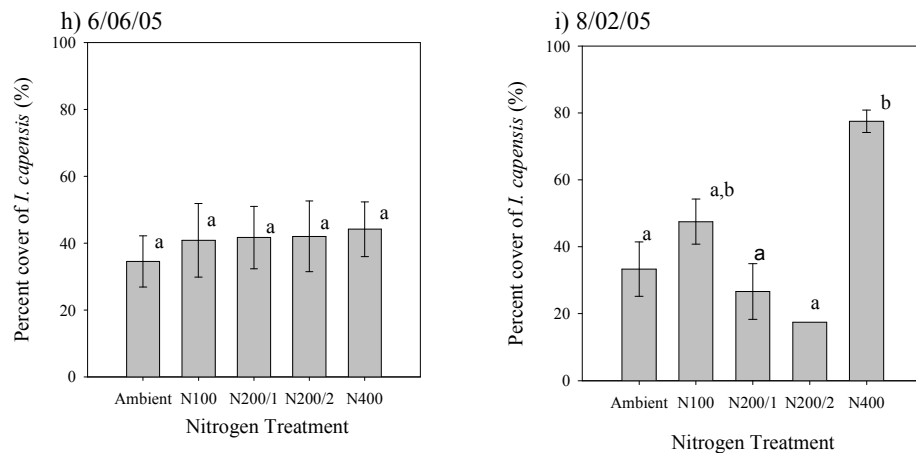 h) 6/06/05
Percent cover of I. capensis (%)
100
80
60
40
20
0
a
a
a
a
a
Ambient N100 N200/1 N200/2 N400
Nitrogen Treatment
i) 8/02/05
Percent cover of I. capensis (%)
100
80
60
40
20
0
a
a,b
a
a
b
Ambient N100 N200/1 N200/2 N400
Nitrogen Treatment